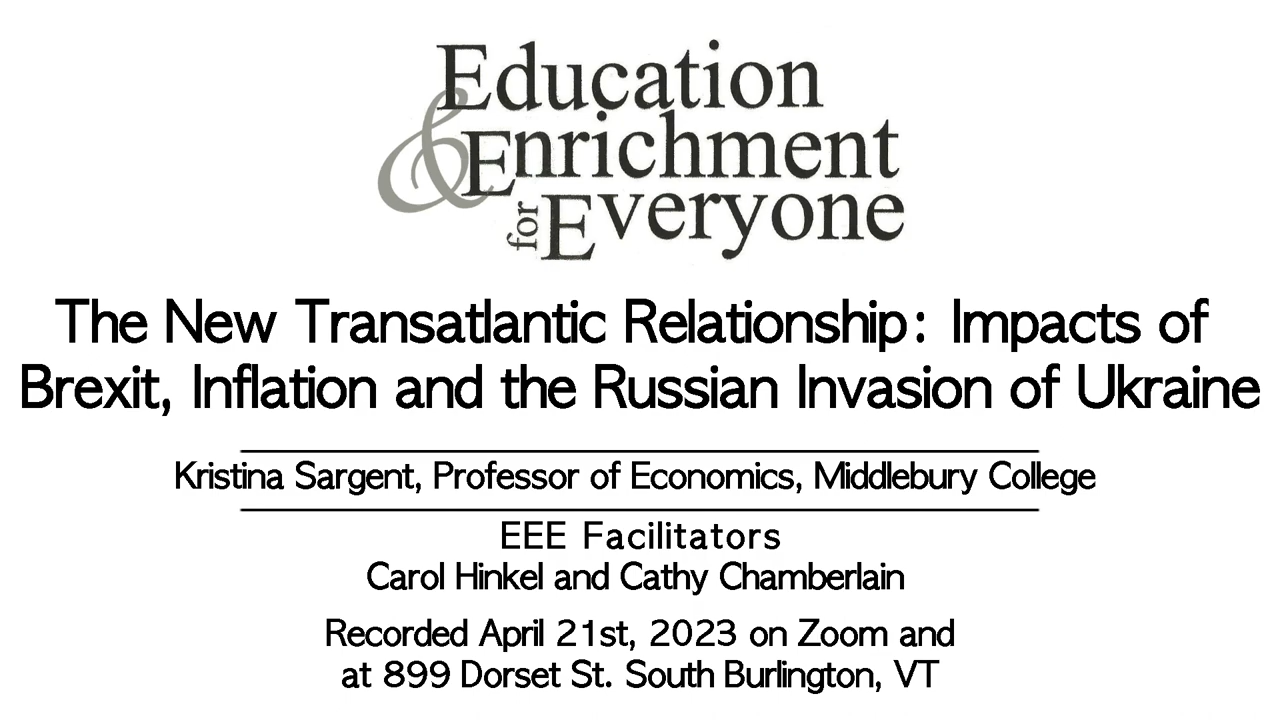 Education
& Enrichment
for Everyone
The New Transatlantic Relationship: Impacts of
Brexit, Inflation and the Russian Invasion of Ukraine
Kristina Sargent, Professor of Economics, Middlebury College
EEE Facilitators
Carol Hinkel and Cathy Chamberlain
Recorded April 21st, 2023 on Zoom and
at 899 Dorset St. South Burlington, VT